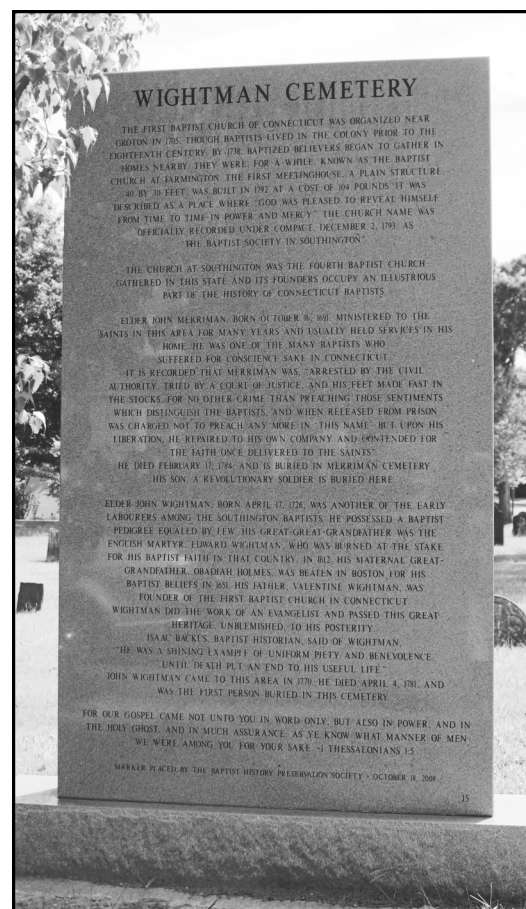 WIGHTMAN CEMETERY
THE FIRST BAPTIST CHURCH OF CONNECTICUT WAS ORGANIZED NEAR
GROTON IN 1705, THOUGH BAPTISTS LIVED IN THE COLONY PRIOR TO THE
EIGHTEENTH CENTURY. BY 1738, BAPTIZED BELIEVERS BEGAN TO GATHER IN
HOMES NEARBY. THEY WERE, FOR A WHILE, KNOWN AS THE BAPTIST
CHURCH AT FARMINGTON. THE FIRST MEETINGHOUSE, A PLAIN STRUCTURE
40 BY 30 FEET, WAS BUILT IN 1792 AT A COST OF 104 POUNDS. IT WAS
DESCRIBED AS A PLACE WHERE "GOD WAS PLEASED TO REVEAL HIMSELF
FROM TIME TO TIME IN POWER AND MERCY". THE CHURCH NAME WAS
OFFICIALLY RECORDED UNDER COMPACT, DECEMBER 2, 1793, AS
"THE BAPTIST SOCIETY IN SOUTHINGTON".
THE CHURCH AT SOUTHINGTON WAS THE FOURTH BAPTIST CHURCH
GATHERED IN THIS STATE AND ITS FOUNDERS OCCUPY AN ILLUSTRIOUS
PART OF THE HISTORY OF CONNECTICUT BAPTISTS.
ELDER JOHN MERRIMAN, BORN OCTOBER 16, 1691, MINISTERED TO THE
SAINTS IN THIS AREA FOR MANY YEARS AND USUALLY HELD SERVICES IN HIS
HOME. HE WAS ONE OF THE MANY BAPTISTS WHO
SUFFERED FOR CONSCIENCE SAKE IN CONNECTICUT.
IT IS RECORDED THAT MERRIMAN WAS, "ARRESTED BY THE CIVIL
AUTHORITY, TRIED BY A COURT OF JUSTICE, AND HIS FEET MADE FAST IN
THE STOCKS, FOR NO OTHER CRIME THAN PREACHING THOSE SENTIMENTS
WHICH DISTINGUISH THE BAPTISTS, AND WHEN RELEASED FROM PRISON
WAS CHARGED NOT TO PREACH ANY MORE IN "THIS NAME" BUT UPON HIS
LIBERATION, HE REPAIRED TO HIS OWN COMPANY AND CONTENDED FOR
THE FAITH ONCE DELIVERED TO THE SAINTS"
HE DIED FEBRUARY 17, 1784, AND IS BURIED IN MERRIMAN CEMETERY.
HIS SON, A REVOLUTIONARY SOLDIER IS BURIED HERE.
ELDER JOHN WIGHTMAN, BORN APRIL 17, 1728, WAS ANOTHER OF THE EARLY
LABOURERS AMONG THE SOUTHINGTON BAPTISTS. HE POSSESSED A BAPTIST
PEDIGREE EQUALED BY FEW. HIS GREAT-GREAT-GRANDFATHER WAS THE
ENGLISH MARTYR, EDWARD WIGHTMAN, WHO WAS BURNED AT THE STAKE
FOR HIS BAPTIST FAITH IN THAT COUNTRY, IN 1612. HIS MATERNAL GREAT-
GRANDFATHER, OBADIAH HOLMES, WAS BEATEN IN BOSTON FOR HIS
BAPTIST BELIEFS IN 1651. HIS FATHER, VALENTINE WIGHTMAN, WAS
FOUNDER OF THE FIRST BAPTIST CHURCH IN CONNECTICUT.
WIGHTMAN DID THE WORK OF AN EVANGELIST AND PASSED THIS GREAT
HERITAGE, UNBLEMISHED, TO HIS POSTERITY.
ISAAC BACKUS, BAPTIST HISTORIAN, SAID OF WIGHTMAN,
"HE WAS A SHINING EXAMPLE OF UNIFORM PIETY AND BENEVOLENCE,
UNTIL DEATH PUT AN END TO HIS USEFUL LIFE."
JOHN WIGHTMAN CAME TO THIS AREA IN 1770. HE DIED APRIL 4, 1781, AND
WAS THE FIRST PERSON BURIED IN THIS CEMETERY.
FOR OUR GOSPEL CAME NOT UNTO YOU IN WORD ONLY, BUT ALSO IN POWER, AND IN
THE HOLY GHOST, AND IN MUCH ASSURANCE; AS YE KNOW WHAT MANNER OF MEN
WE WERE AMONG YOU FOR YOUR SAKE. -I THESSALONIANS 1:5
MARKER PLACED BY THE BAPTIST HISTORY PRESERVATION SOCIETY • OCTOBER 18, 2008
15